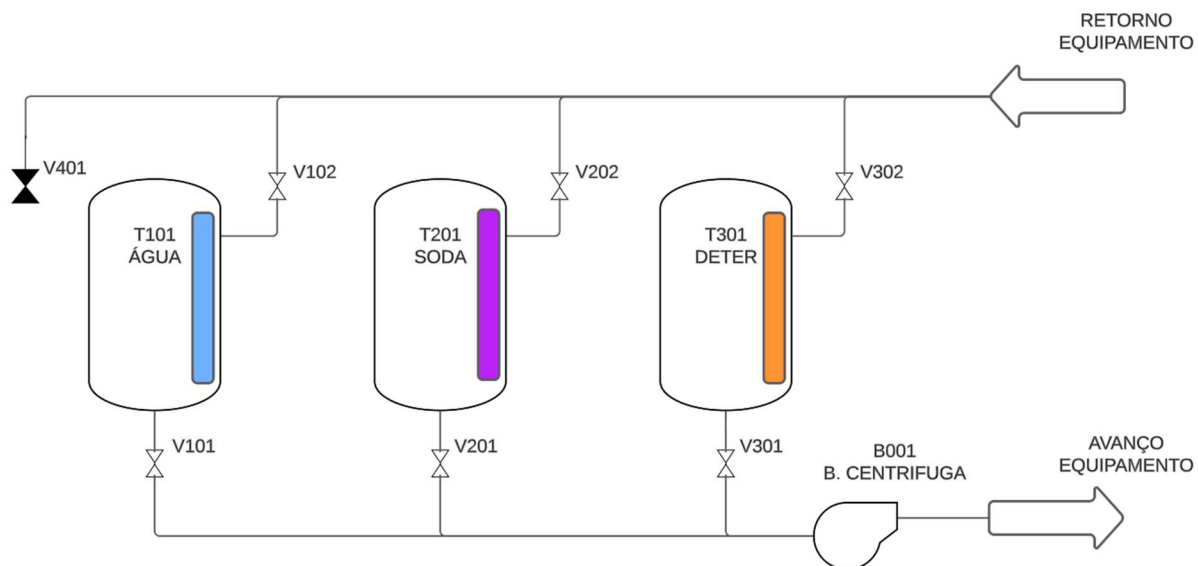 RETORNO
EQUIPAMENTO
V401
V102
V202
V302
T101
ÁGUA
T201
SODA
T301
DETER
V101
V201
V301
B001
B. CENTRIFUGA
AVANÇO
EQUIPAMENTO